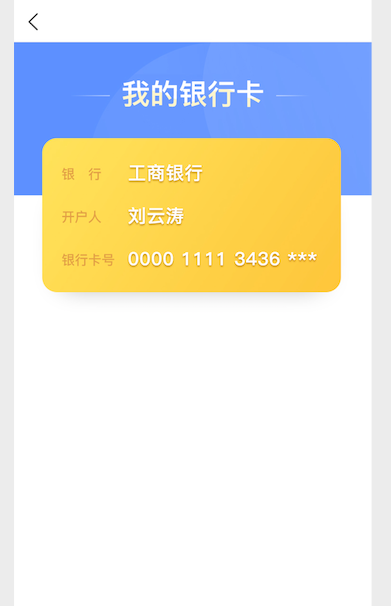 我的银行卡
银 行 工商银行
开户人 刘云涛
银行卡号 0000 1111 3436 ***